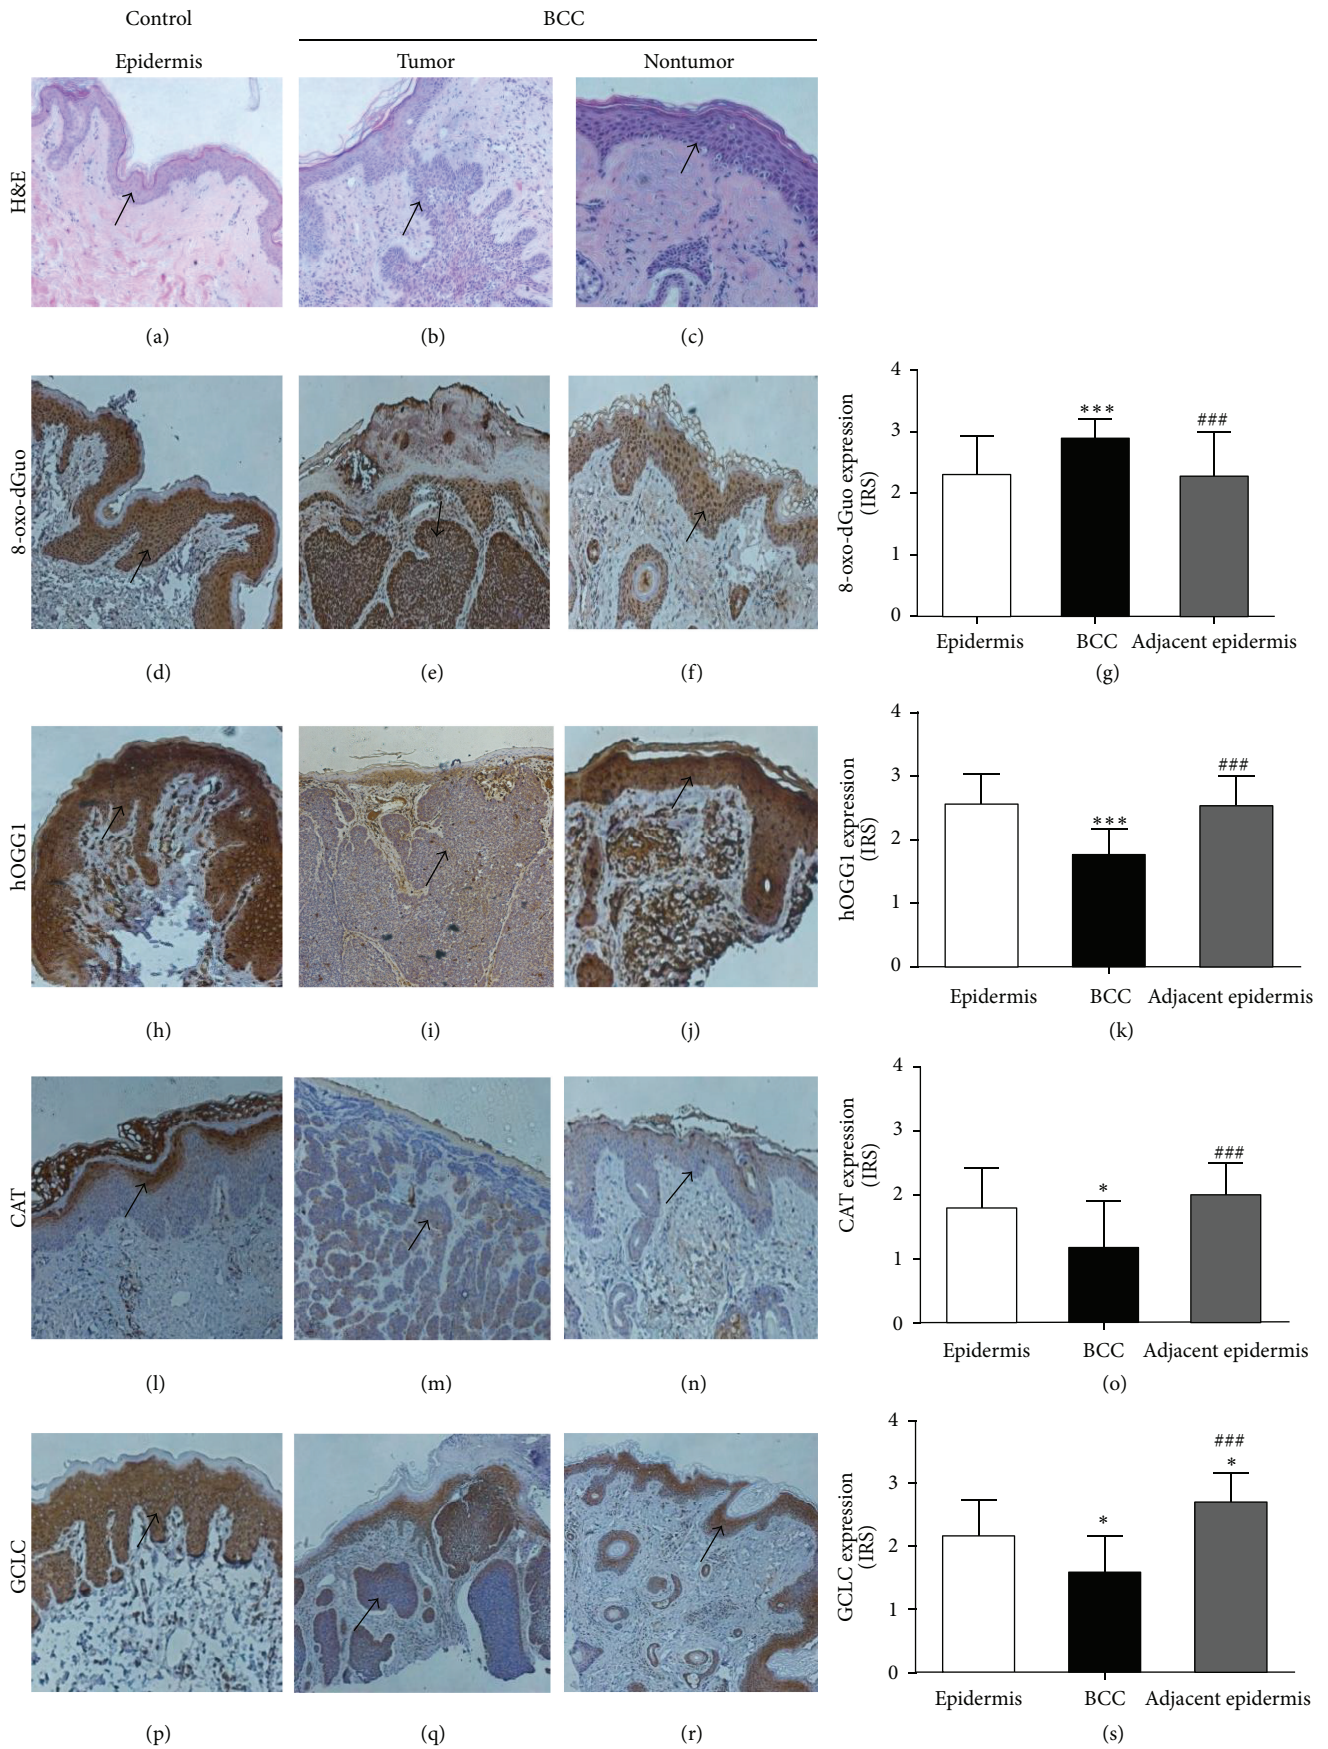 Control
BCC
Epidermis
Tumor
Nontumor
H&E
(a)
(b)
(c)
8-oxo-dGuo
(d)
(e)
(f)
8-oxo-dGuo expression
(IRS)
4
3
2
1
0
***
###
Epidermis
BCC
Adjacent epidermis
(g)
hOGG1
(h)
(i)
(j)
hOGG1 expression
(IRS)
4
3
2
1
0
***
###
Epidermis
BCC
Adjacent epidermis
(k)
CAT
(l)
(m)
(n)
CAT expression
(IRS)
4
3
2
1
0
*
###
Epidermis
BCC
Adjacent epidermis
(o)
GCLC
(p)
(q)
(r)
GCLC expression
(IRS)
4
3
2
1
0
*
###
*
Epidermis
BCC
Adjacent epidermis
(s)